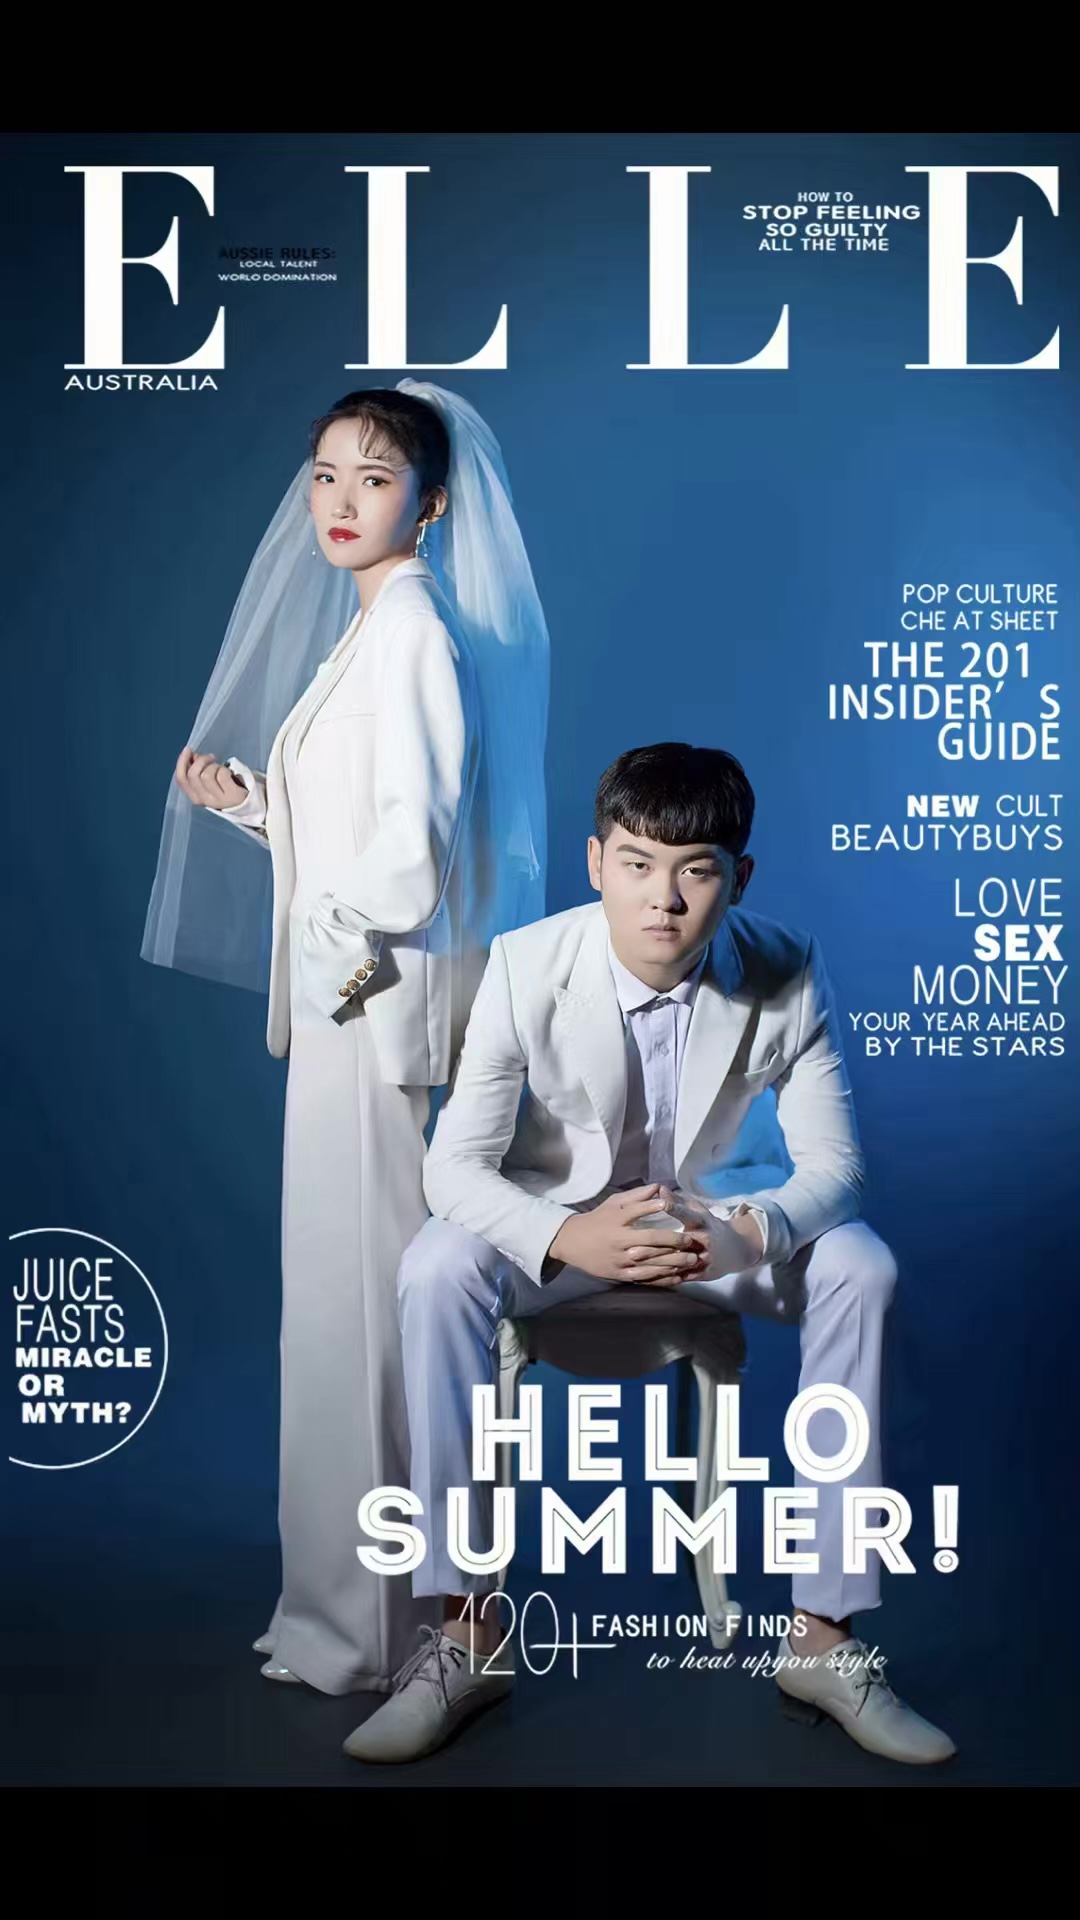 ELLE
AUSTRALIA
AUSSIE RULES:
LOCAL TALENT
WORLD DOMINATION
HOW TO
STOP FEELING
SO GUILTY
ALL THE TIME
POP CULTURE
CHE AT SHEET
THE 201
INSIDER’ S
GUIDE
NEW CULT
BEAUTYBUYS
LOVE
SEX
MONEY
YOUR YEAR AHEAD
BY THE STARS
JUICE
FASTS
MIRACLE
OR
MYTH?
HELLO
SUMMER!
120+ FASHION FINDS
to heat upyou style